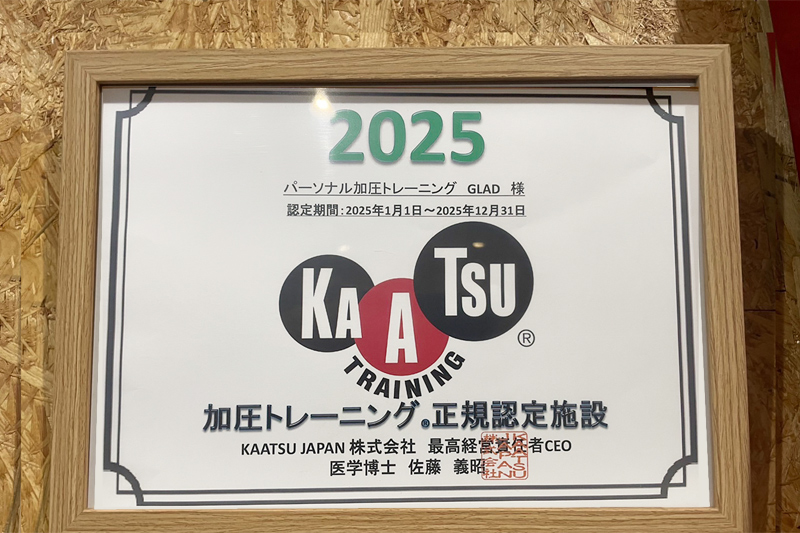 2025
パーソナル加圧トレーニング GLAD 様
認定期間：2025年1月1日～2025年12月31日
KAATSU
TRAINING
®
加圧トレーニング®正規認定施設
KAATSU JAPAN 株式会社 最高経営責任者CEO
医学博士 佐藤 義昭